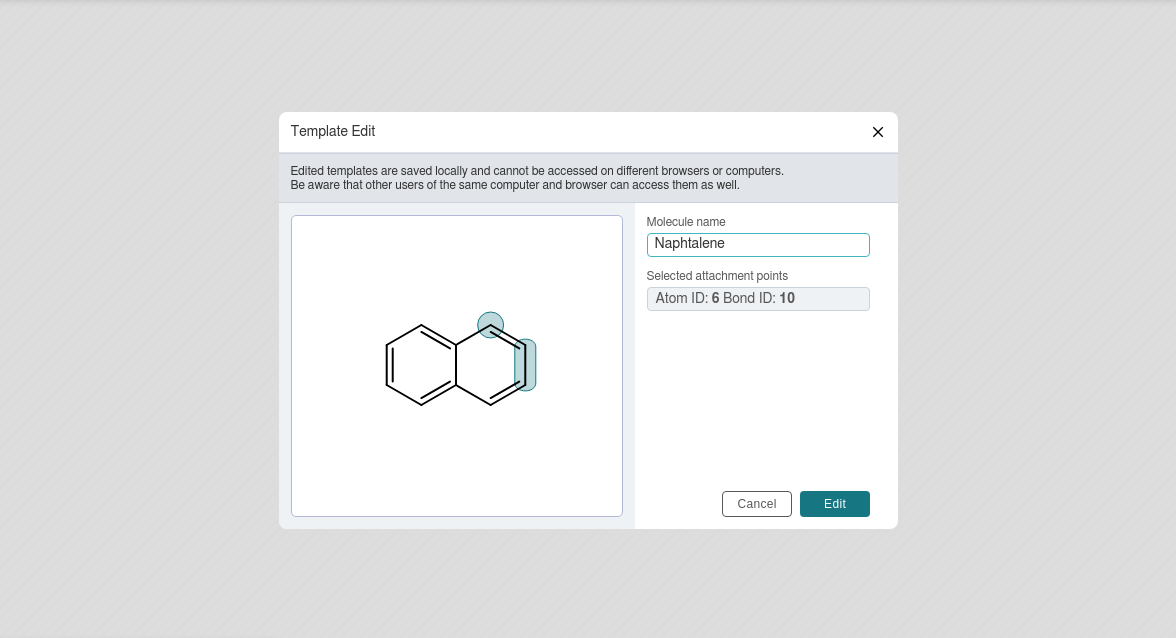 Template Edit
Edited templates are saved locally and cannot be accessed on different browsers or computers.
Be aware that other users of the same computer and browser can access them as well.
Molecule name
Naphtalene
Selected attachment points
Atom ID: 6 Bond ID: 10
Cancel
Edit